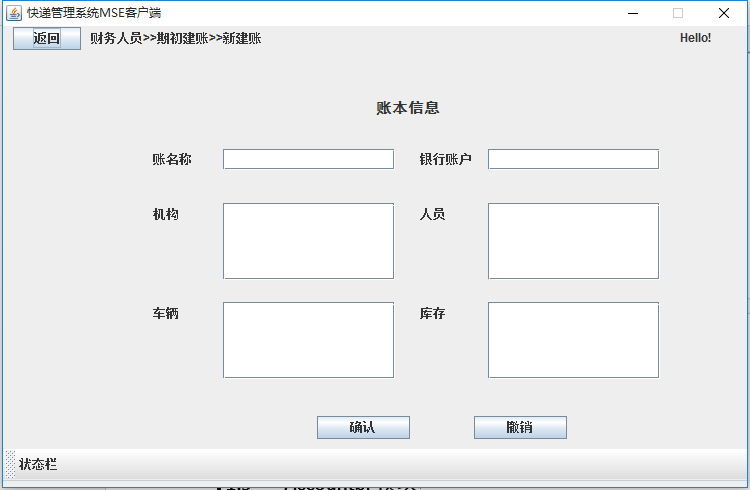 快递管理系统MSE客户端
返回 财务人员>>期初建账>>新建账 Hello!
账本信息
账名称 银行账户
机构 人员
车辆 库存
确认 撤销
状态栏